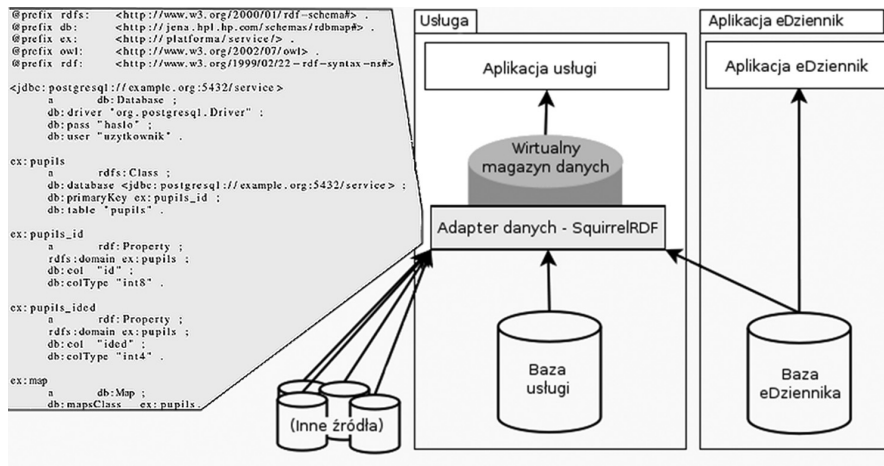 @prefix rdfs: <http://www.w3.org/2000/01/rdf-schema#> .
@prefix db: <http://jena.hpl.hp.com/schemas/rdbmap#> .
@prefix ex: <http://platforma/service/> .
@prefix owl: <http://www.w3.org/2002/07/owl> .
@prefix rdf: <http://www.w3.org/1999/02/22-rdf-syntax-ns#>
<jdbc:postgresql://example.org:5432/service>
a db:Database ;
db:driver "org.postgresql.Driver" ;
db:pass "haslo" ;
db:user "uzytkownik" .
ex:pupils
a rdfs:Class ;
db:database <jdbc:postgresql://example.org:5432/service> ;
db:primaryKey ex:pupils_id ;
db:table "pupils" .
ex:pupils_id
a rdf:Property ;
rdfs:domain ex:pupils ;
db:col "id" ;
db:colType "int8" .
ex:pupils_ided
a rdf:Property ;
rdfs:domain ex:pupils ;
db:col "ided" ;
db:colType "int4" .
ex:map
a db:Map ;
db:mapsClass ex:pupils.
Usługa
Aplikacja usługi
Wirtualny
magazyn danych
Adapter danych - SquirrelRDF
Baza
usługi
(Inne źródła)
Aplikacja eDziennik
Aplikacja eDziennik
Baza
eDziennika